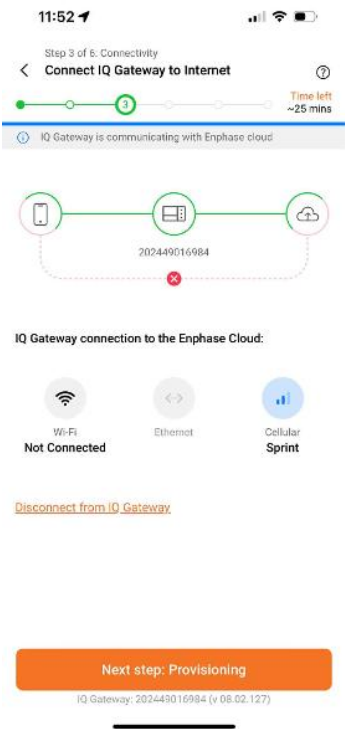 11:52
Step 3 of 6: Connectivity
Connect IQ Gateway to Internet
3
Time left
~25 mins
IQ Gateway is communicating with Enphase cloud
202449016984
IQ Gateway connection to the Enphase Cloud:
Wi-Fi
Not Connected
Ethernet
Cellular
Sprint
Disconnect from IQ Gateway
Next step: Provisioning
IQ Gateway: 202449016984 (v 08.02.127)